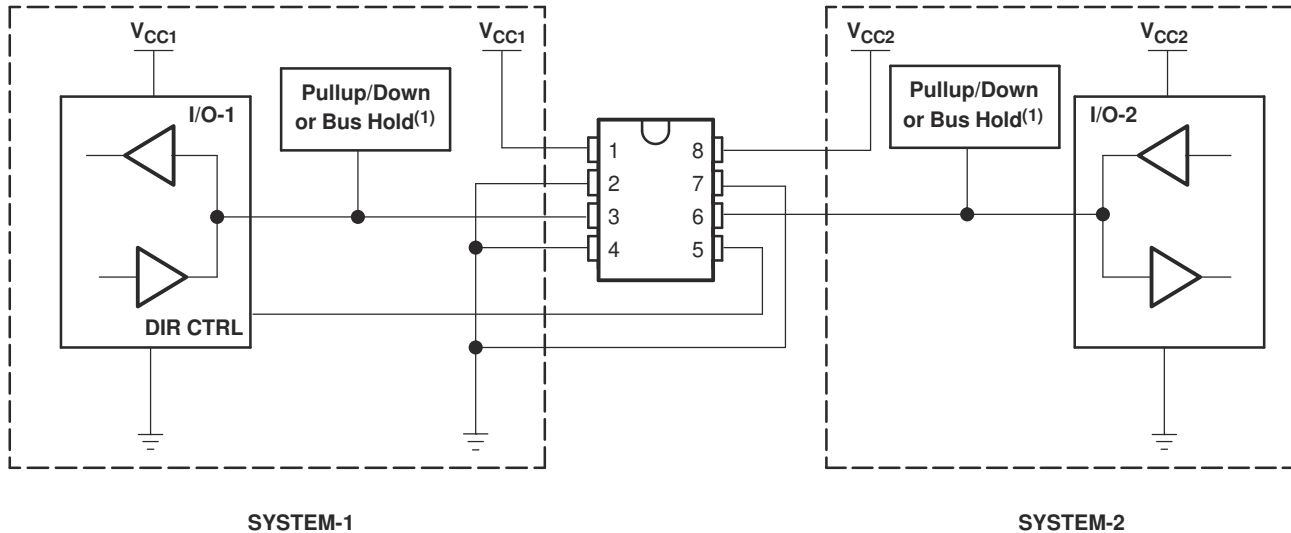 VCC1
VCC1
VCC2
VCC2
I/O-1
Pullup/Down
or Bus Hold(1)
Pullup/Down
or Bus Hold(1)
I/O-2
1
8
2
7
3
6
4
5
DIR CTRL
SYSTEM-1
SYSTEM-2